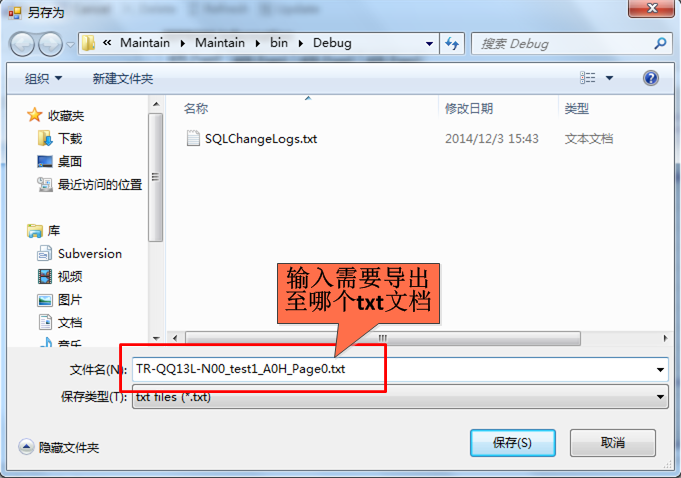 另存为
« Maintain Maintain bin Debug
搜索 Debug
组织
新建文件夹
收藏夹
下载
桌面
最近访问的位置
库
Subversion
视频
图片
文档
音乐
名称
修改日期
类型
SQLChangeLogs.txt
2014/12/3 15:43
文本文档
输入需要导出
至哪个txt文档
文件名(N):
TR-QQ13L-N00_test1_A0H_Page0.txt
保存类型(T):
txt files (*.txt)
隐藏文件夹
保存(S)
取消